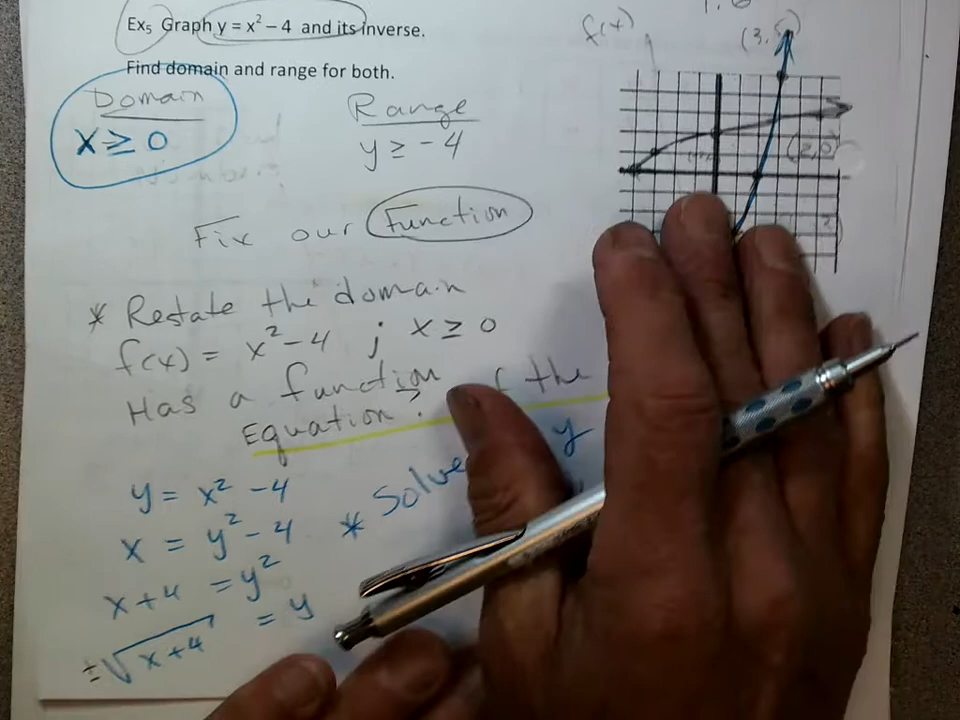 Ex5 Graph y = x² – 4 and its inverse.
Find domain and range for both.
f(x)
Domain
x ≥ 0
Range
y ≥ -4
(2,0)
Fix our Function
* Restate the domain
f(x) = x² - 4 ; x ≥ 0
Has a function the
Equation?
y = x² - 4
x = y² - 4
* Solve y
x + 4 = y²
± √x+4 = y